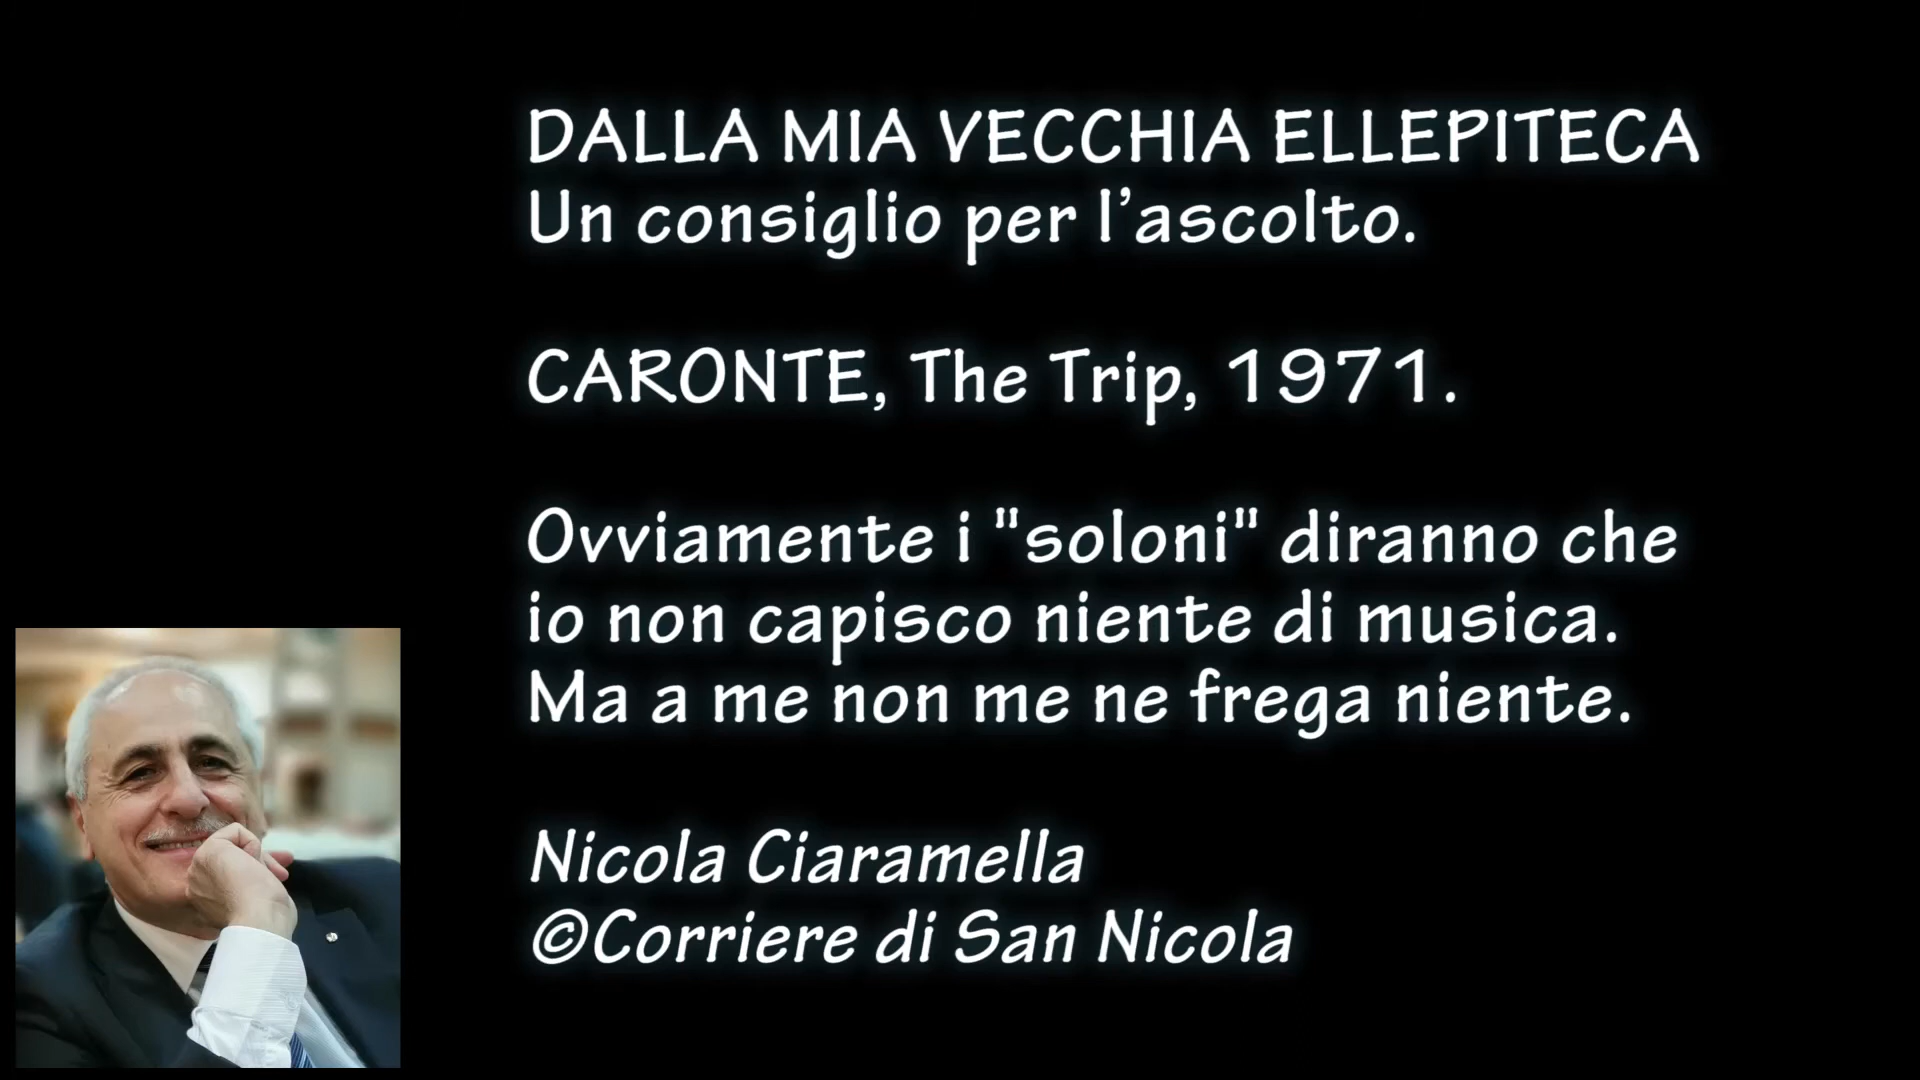 DALLA MIA VECCHIA ELLEPITECA
Un consiglio per l’ascolto.
CARONTE, The Trip, 1971.
Ovviamente i "soloni" diranno che
io non capisco niente di musica.
Ma a me non me ne frega niente.
Nicola Ciaramella
©Corriere di San Nicola